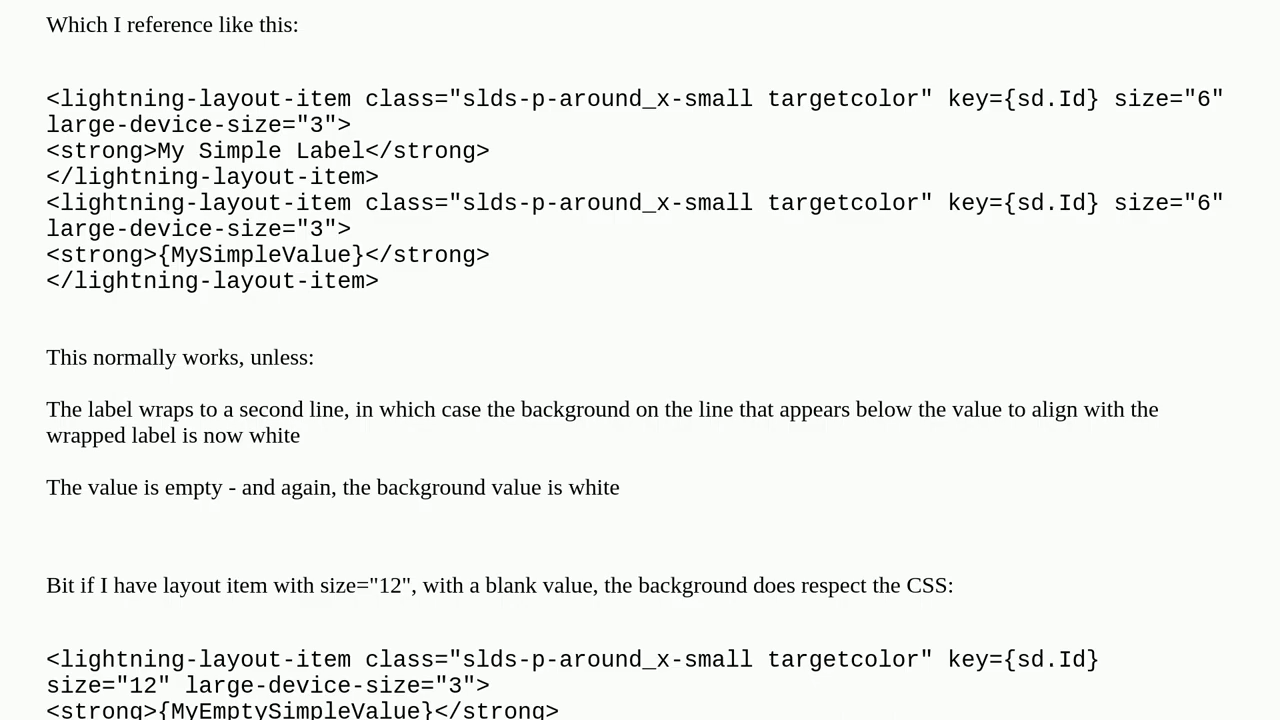 Which I reference like this:
<lightning-layout-item class="slds-p-around_x-small targetcolor" key={sd.Id} size="6"
large-device-size="3">
<strong>My Simple Label</strong>
</lightning-layout-item>
<lightning-layout-item class="slds-p-around_x-small targetcolor" key={sd.Id} size="6"
large-device-size="3">
<strong>{MySimpleValue}</strong>
</lightning-layout-item>
This normally works, unless:
The label wraps to a second line, in which case the background on the line that appears below the value to align with the
wrapped label is now white
The value is empty - and again, the background value is white
Bit if I have layout item with size="12", with a blank value, the background does respect the CSS:
<lightning-layout-item class="slds-p-around_x-small targetcolor" key={sd.Id}
size="12" large-device-size="3">
<strong>{MyEmptySimpleValue}</strong>